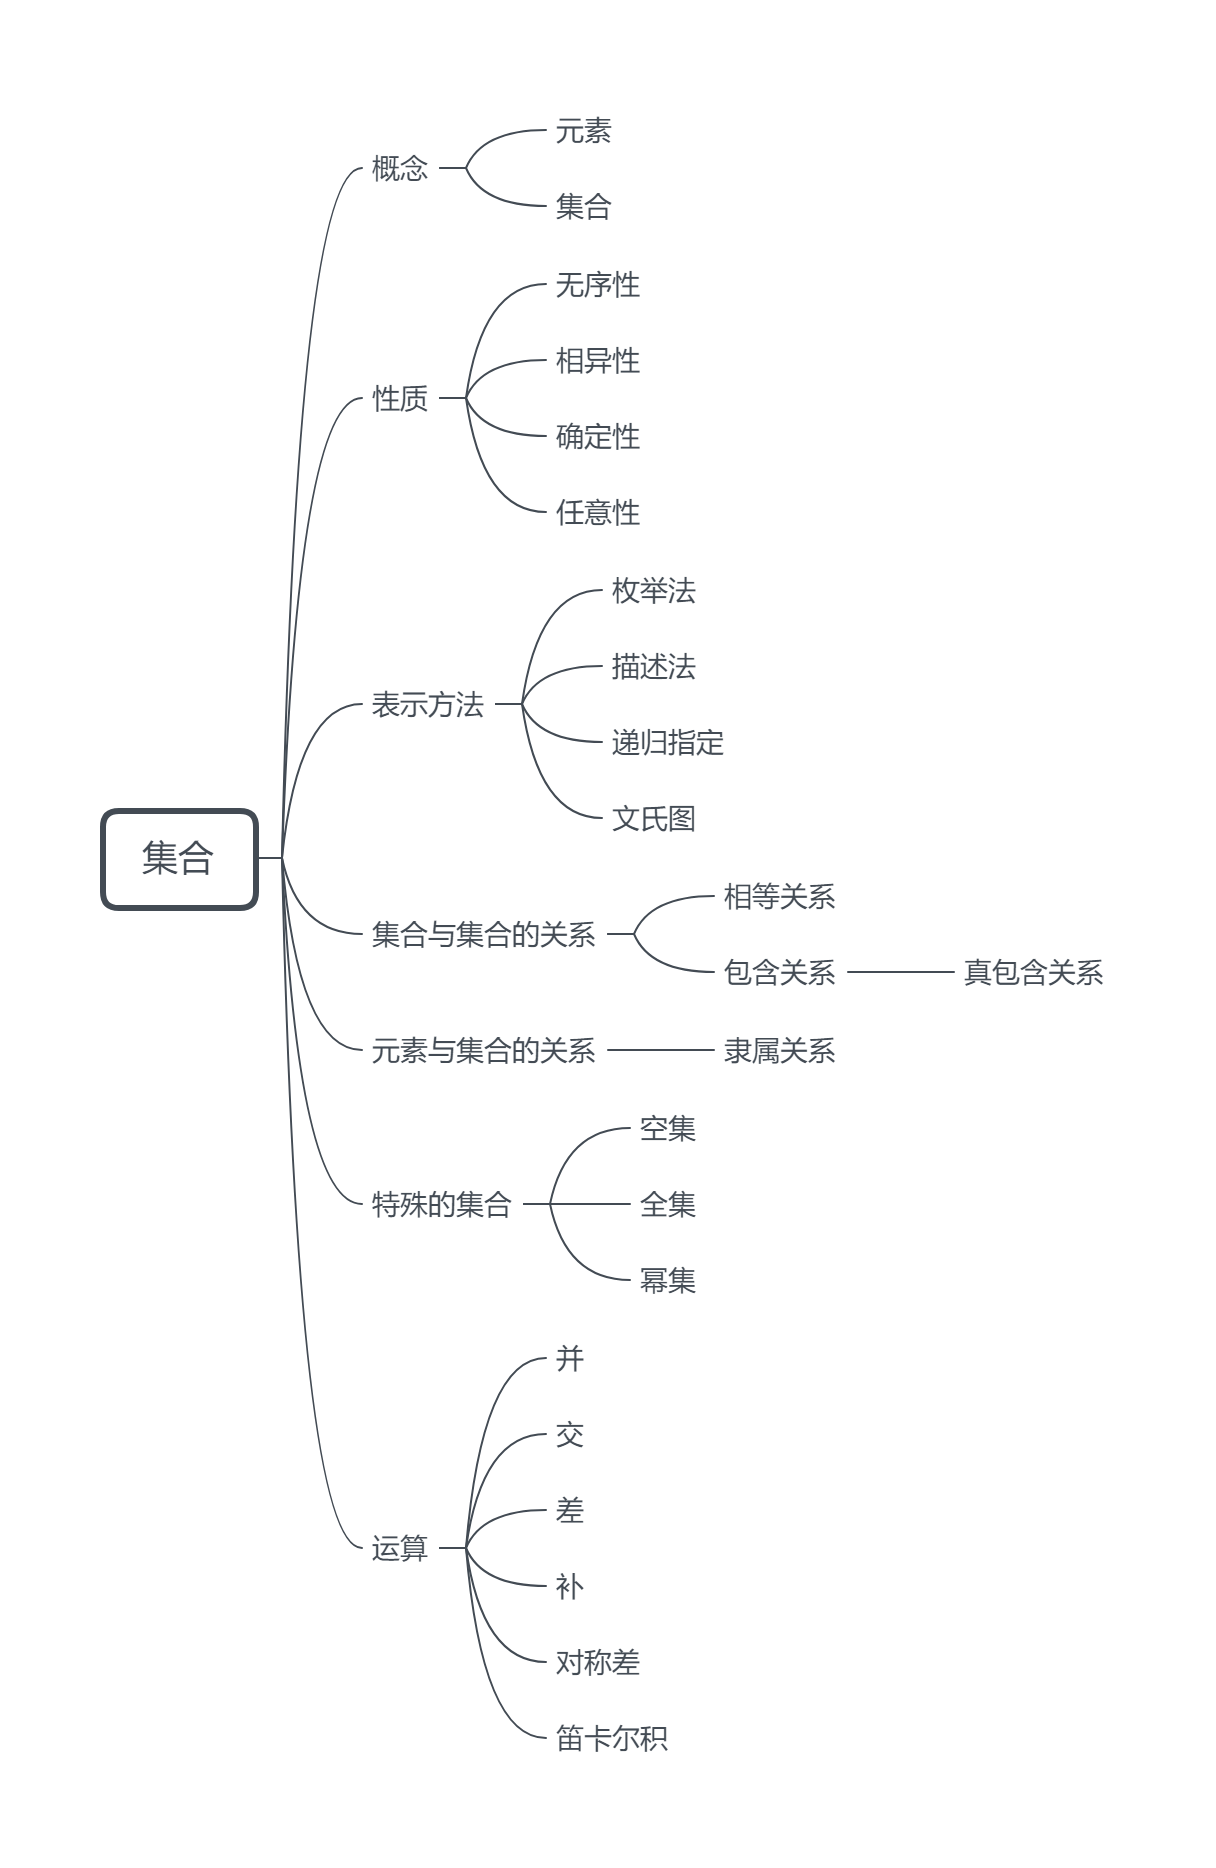 集合
概念
元素
集合
性质
无序性
相异性
确定性
任意性
表示方法
枚举法
描述法
递归指定
文氏图
集合与集合的关系
相等关系
包含关系
真包含关系
元素与集合的关系
隶属关系
特殊的集合
空集
全集
幂集
运算
并
交
差
补
对称差
笛卡尔积